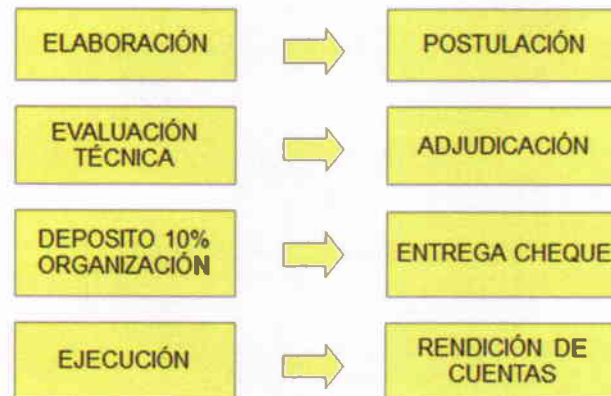 ELABORACIÓN
POSTULACIÓN
EVALUACIÓN
TÉCNICA
ADJUDICACIÓN
DEPOSITO 10%
ORGANIZACIÓN
ENTREGA CHEQUE
EJECUCIÓN
RENDICIÓN DE
CUENTAS